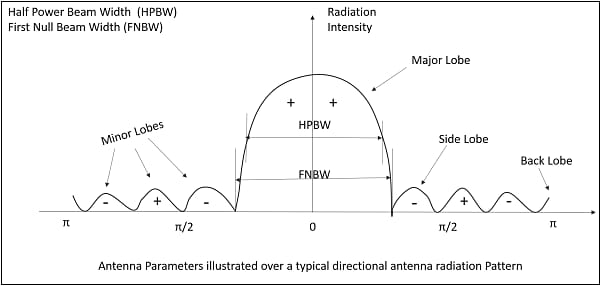 Half Power Beam Width (HPBW)
First Null Beam Width (FNBW)
Radiation
Intensity
Major Lobe
+ +
HPBW
Minor Lobes
Side Lobe
FNBW
Back Lobe
- + - - + -
π π/2 0 π/2 π
Antenna Parameters illustrated over a typical directional antenna radiation Pattern